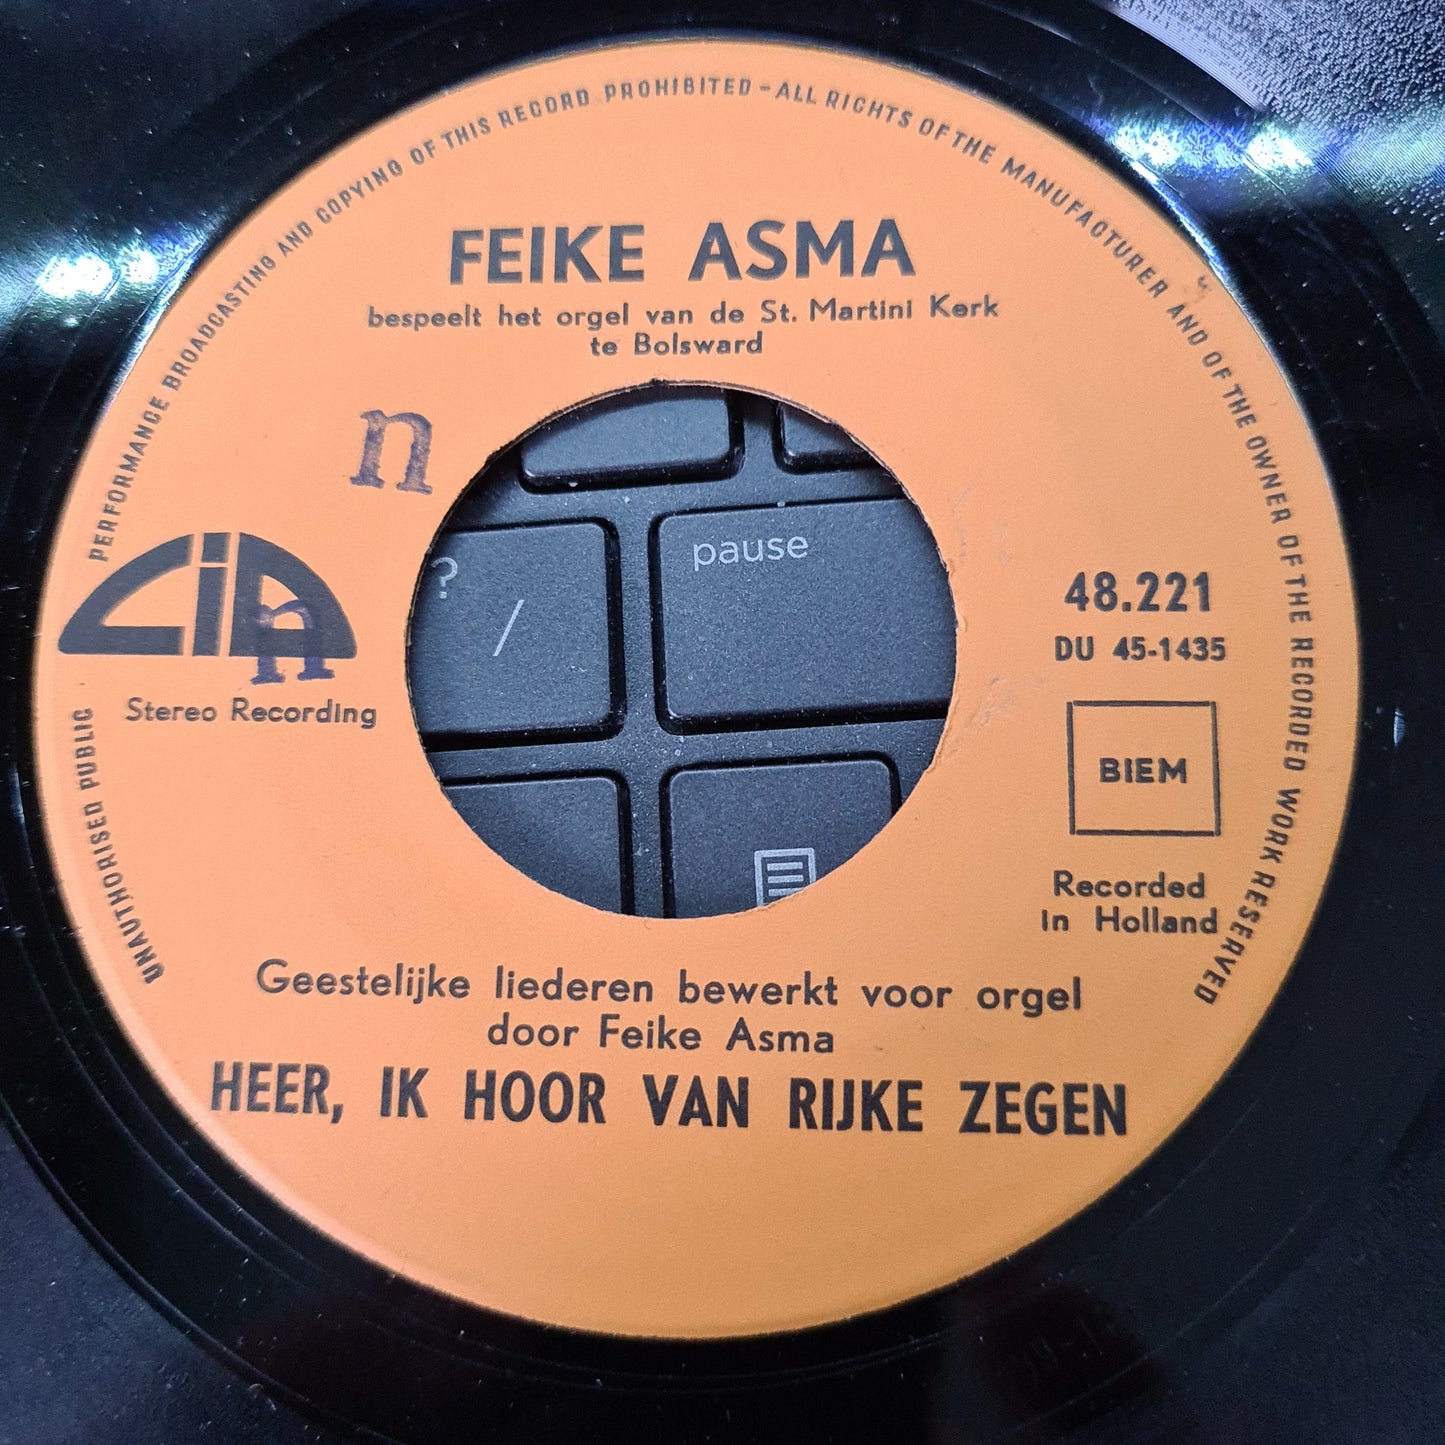 UNAUTHORISED PUBLIC PERFORMANCE BROADCASTING AND COPYING OF THIS RECORD PROHIBITED - ALL RIGHTS OF THE MANUFACTURER AND OF THE OWNER OF THE RECORDED WORK RESERVED
FEIKE ASMA
bespeelt het orgel van de St. Martini Kerk
te Bolsward
n
CiD
n
Stereo Recording
? /
pause
48.221
DU 45-1435
BIEM
Recorded
in Holland
Geestelijke liederen bewerkt voor orgel
door Feike Asma
HEER, IK HOOR VAN RIJKE ZEGEN